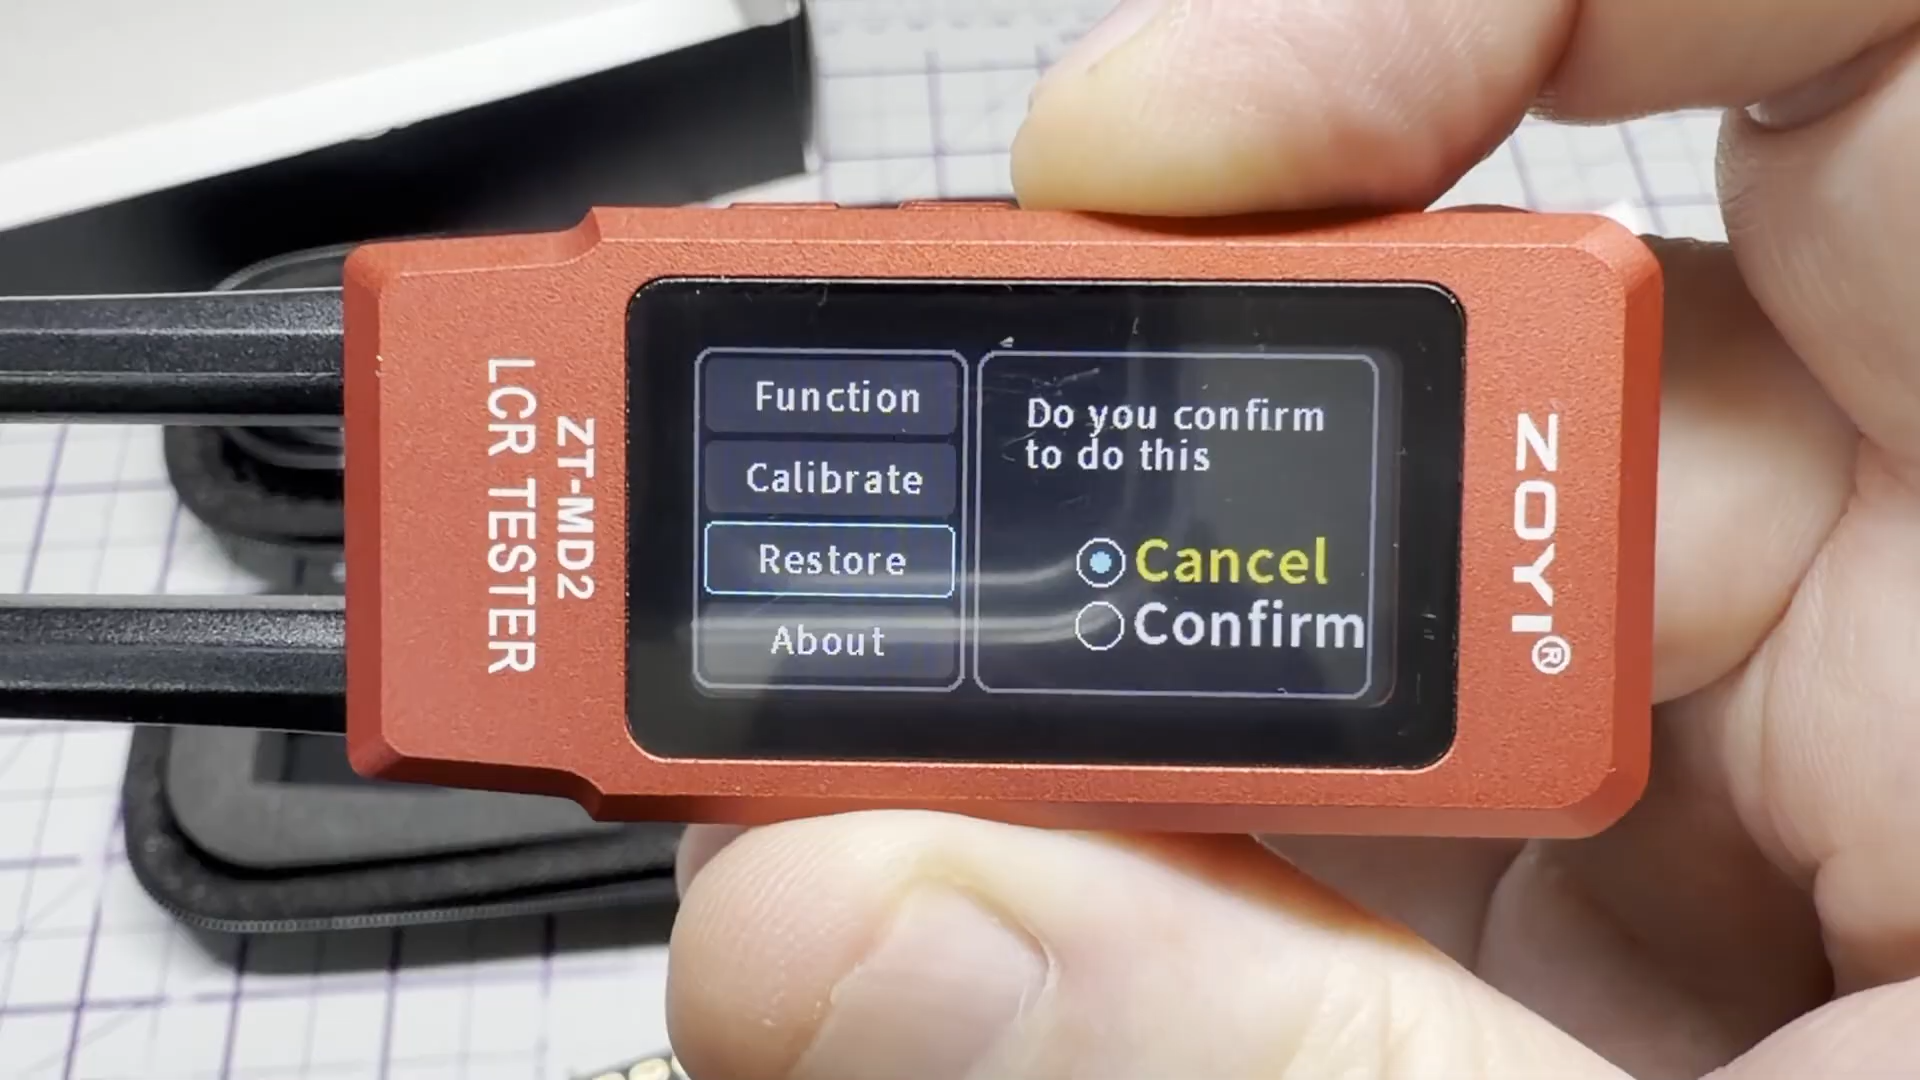 ZT-MD2
LCR TESTER
Function
Calibrate
Restore
About
Do you confirm
to do this
Cancel
Confirm
ZOYI®